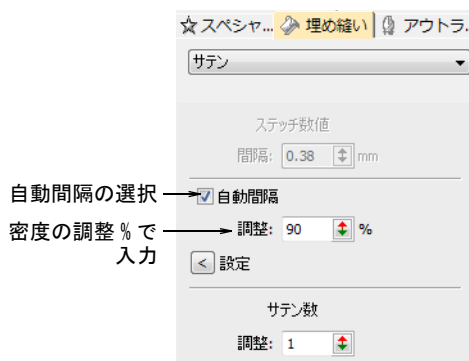 スペシャ... 埋め縫い アウトラ.
サテン
ステッチ数値
間隔: 0.38 mm
自動間隔の選択 自動間隔
密度の調整 % で入力 調整: 90 %
< 設定
サテン数
調整: 1